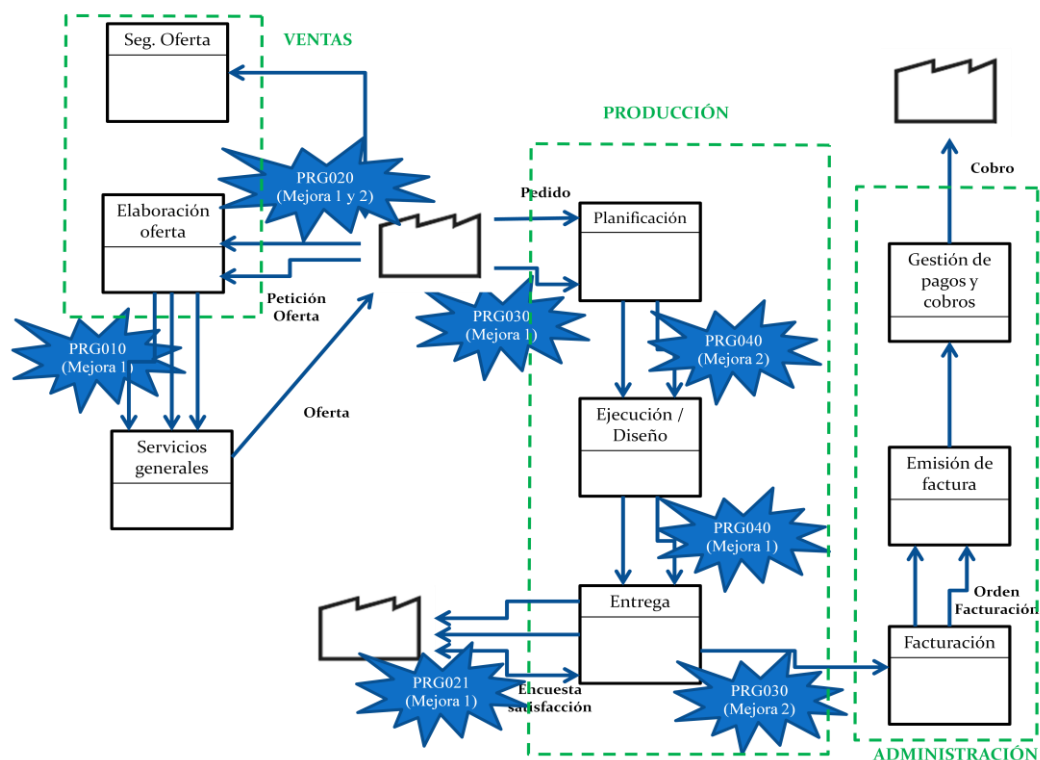 Seg. Oferta
VENTAS
PRODUCCIÓN
PRG020
(Mejora 1 y 2)
Cobro
Elaboración
oferta
Pedido
Planificación
Gestión de
pagos y
cobros
Petición
Oferta
PRG010
(Mejora 1)
PRG030
(Mejora 1)
PRG040
(Mejora 2)
Oferta
Servicios
generales
Ejecución /
Diseño
Emisión de
factura
PRG040
(Mejora 1)
Entrega
Orden
Facturación
Facturación
PRG021
(Mejora 1)
Encuesta
satisfacción
PRG030
(Mejora 2)
ADMINISTRACIÓN